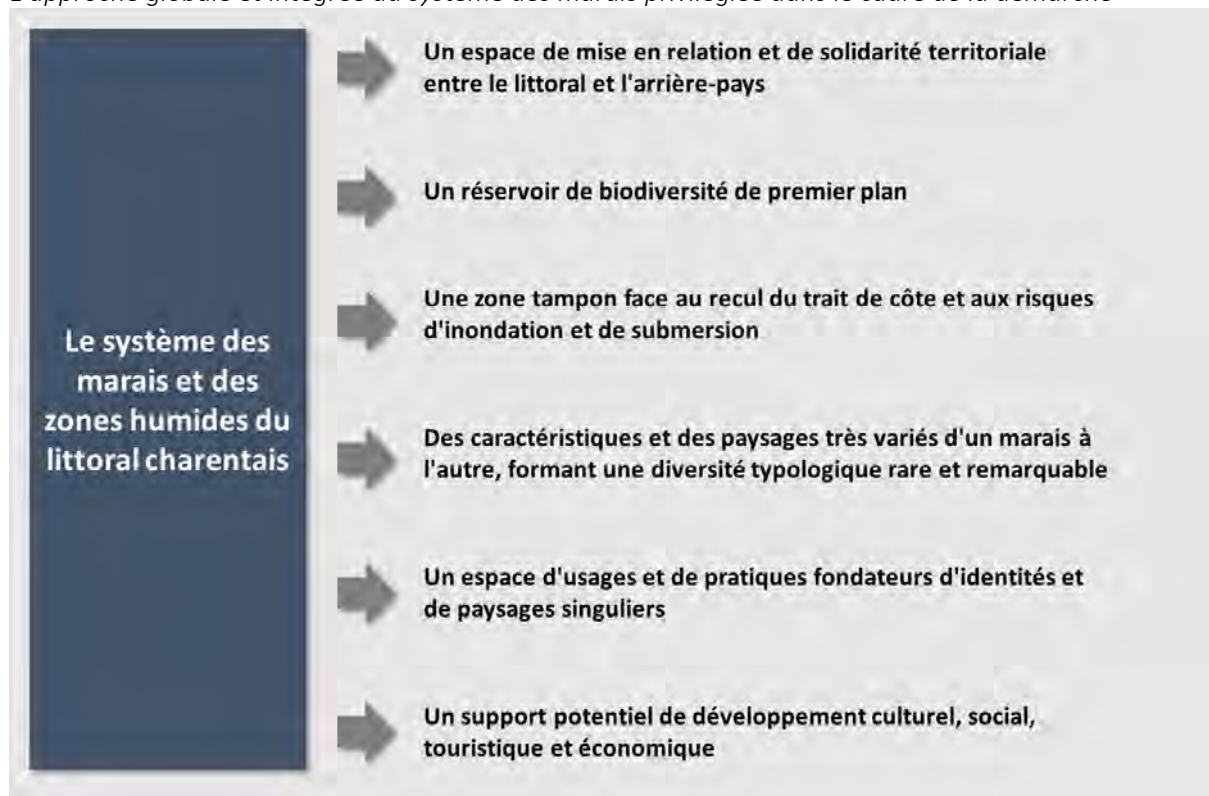 Le système des
marais et des
zones humides du
littoral charentais
Un espace de mise en relation et de solidarité territoriale
entre le littoral et l'arrière-pays
Un réservoir de biodiversité de premier plan
Une zone tampon face au recul du trait de côte et aux risques
d'inondation et de submersion
Des caractéristiques et des paysages très variés d'un marais à
l'autre, formant une diversité typologique rare et remarquable
Un espace d'usages et de pratiques fondateurs d'identités et
de paysages singuliers
Un support potentiel de développement culturel, social,
touristique et économique